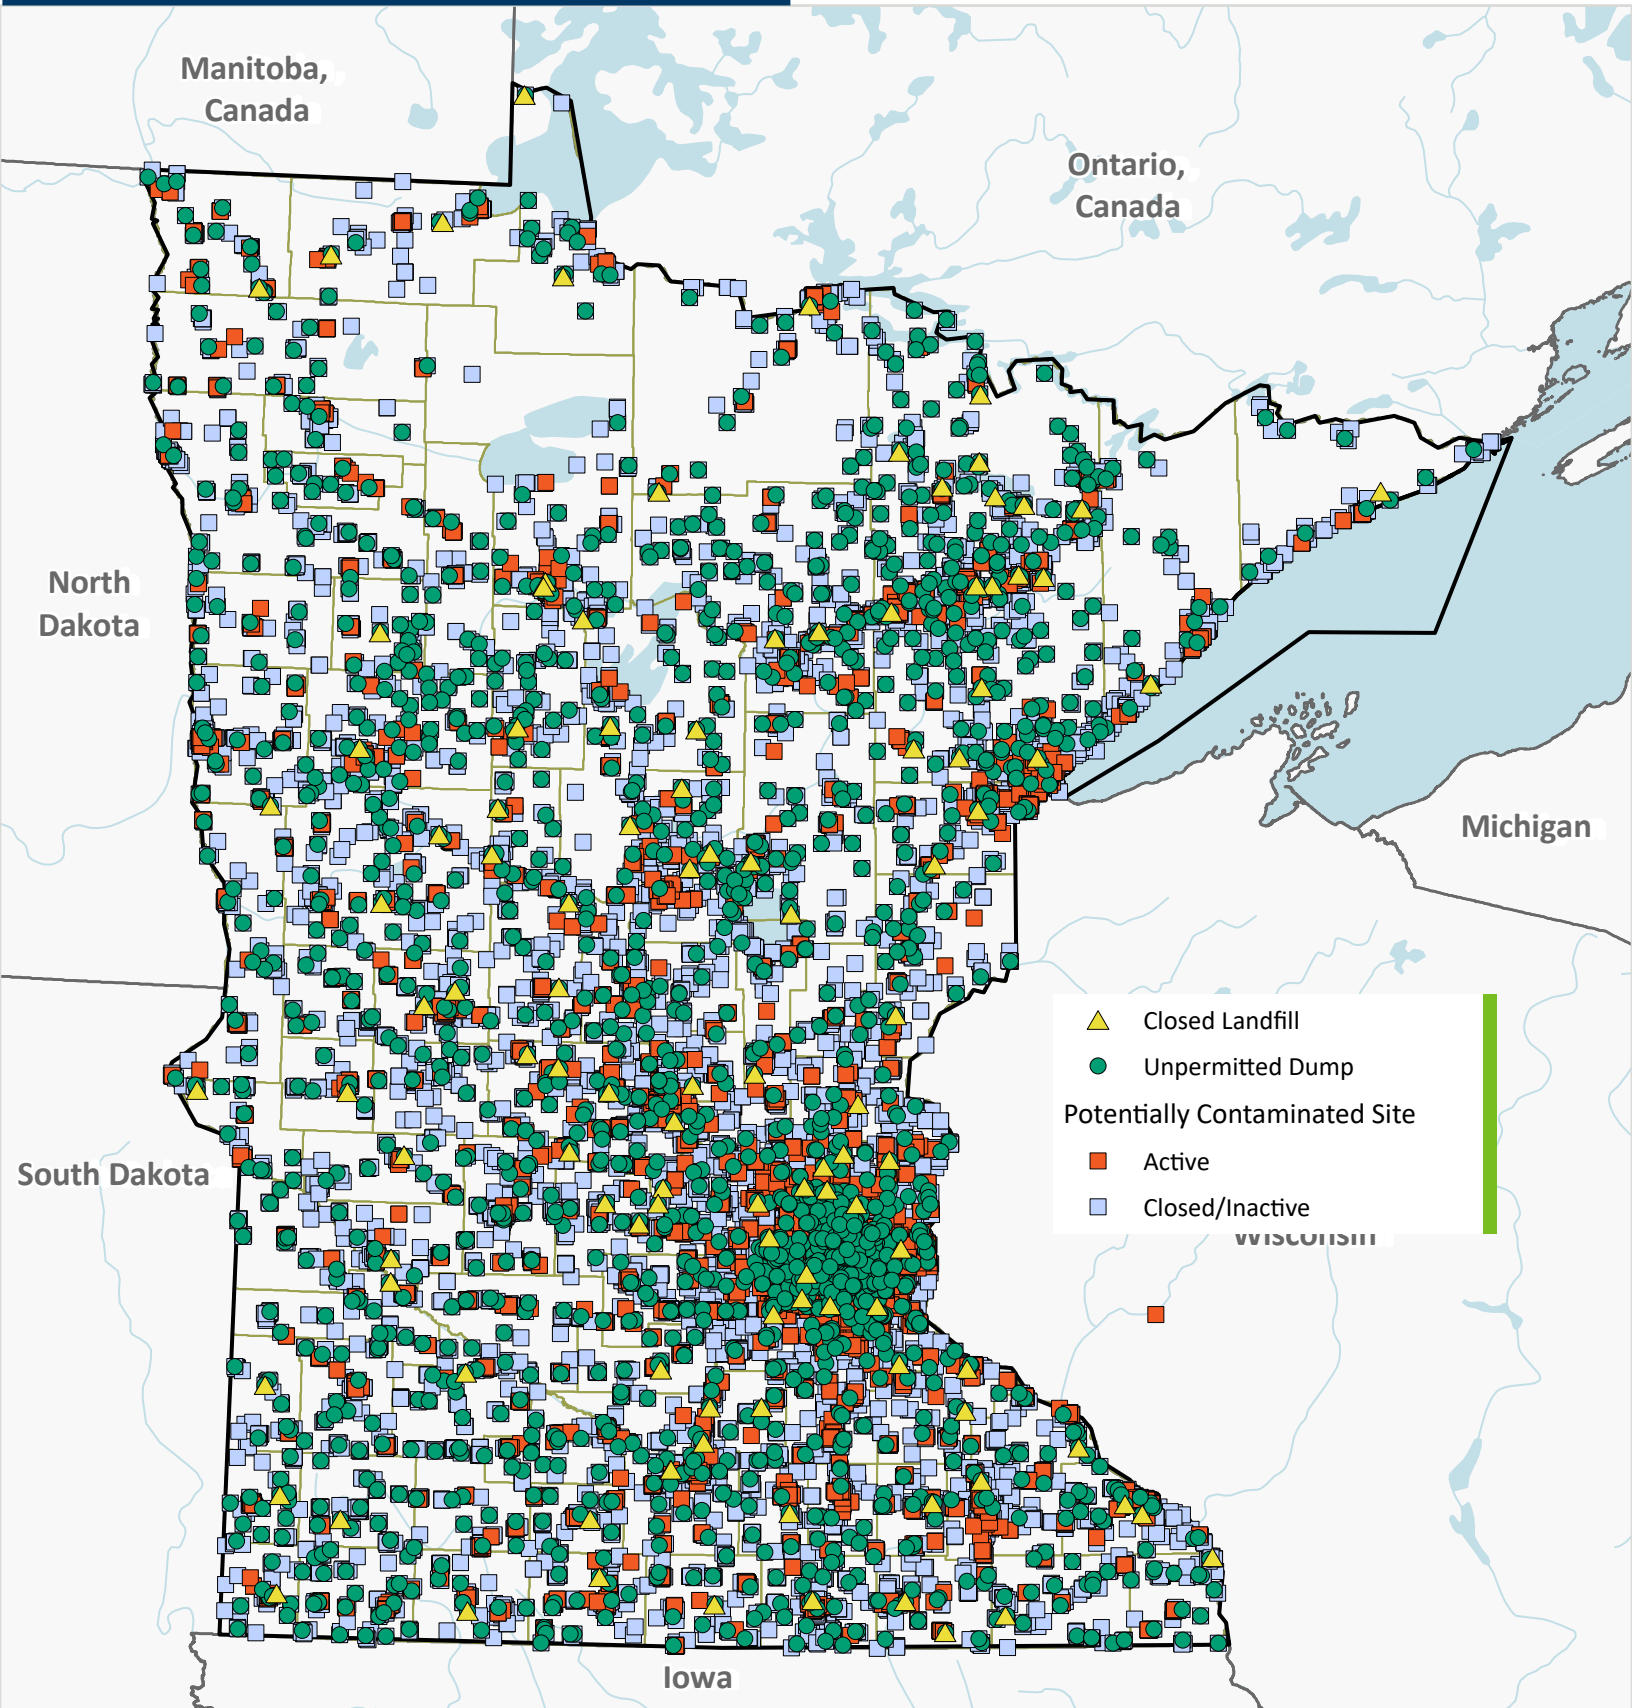 Manitoba,
Canada
Ontario,
Canada
North
Dakota
Michigan
South Dakota
Closed Landfill
Unpermitted Dump
Potentially Contaminated Site
Active
Closed/Inactive
Wisconsin
Iowa